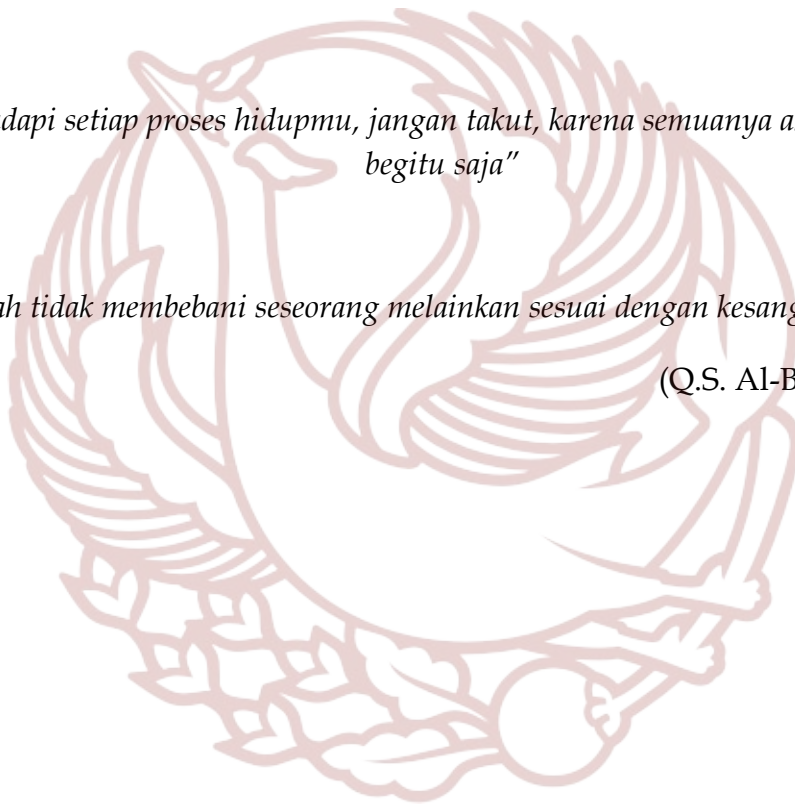 dapi setiap proses hidupmu, jangan takut, karena semuanya a
begitu saja”
ah tidak membebani seseorang melainkan sesuai dengan kesang
(Q.S. Al-B